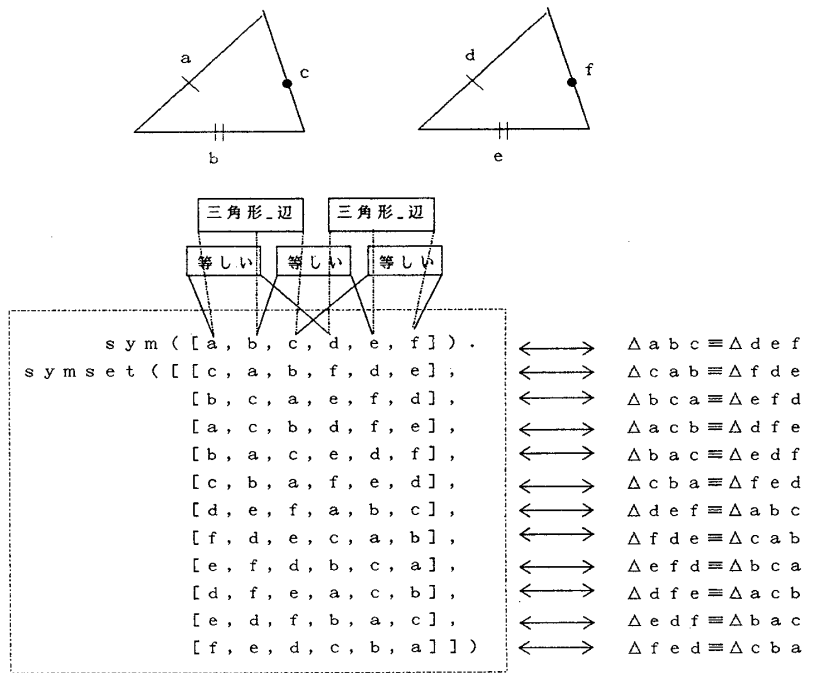 a
c
b
d
f
e
三角形_辺 三角形_辺
等しい 等しい 等しい
sym([a,b,c,d,e,f]). ←→ △abc≡△def
symset([[c,a,b,f,d,e], ←→ △cab≡△fde
[b,c,a,e,f,d], ←→ △bca≡△efd
[a,c,b,d,f,e], ←→ △acb≡△dfe
[b,a,c,e,d,f], ←→ △bac≡△edf
[c,b,a,f,e,d], ←→ △cba≡△fed
[d,e,f,a,b,c], ←→ △def≡△abc
[f,d,e,c,a,b], ←→ △fde≡△cab
[e,f,d,b,c,a], ←→ △efd≡△bca
[d,f,e,a,c,b], ←→ △dfe≡△acb
[e,d,f,b,a,c], ←→ △edf≡△bac
[f,e,d,c,b,a]]) ←→ △fed≡△cba